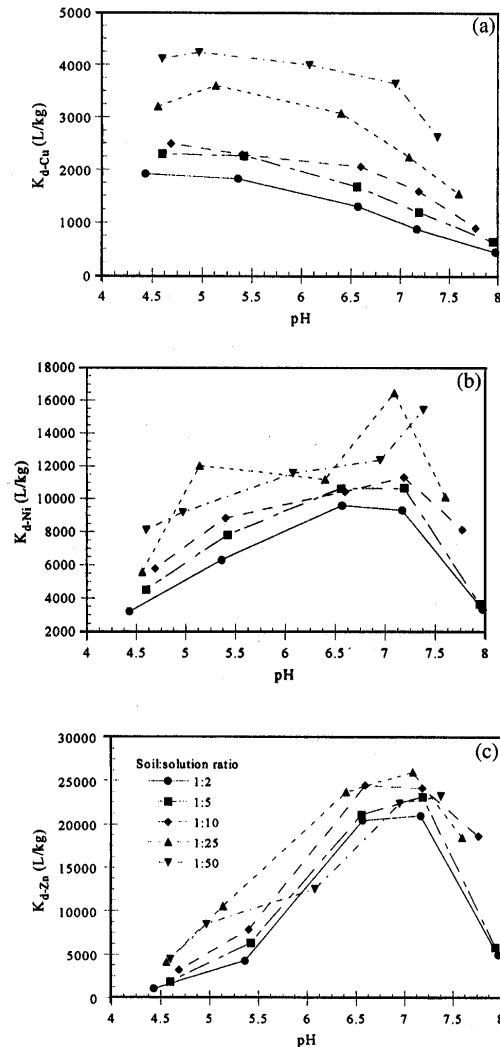 (a)
5000
4000
3000
2000
1000
0
K_d-Cu (L/kg)
4 4.5 5 5.5 6 6.5 7 7.5 8
pH
(b)
18000
16000
14000
12000
10000
8000
6000
4000
2000
K_d-Ni (L/kg)
4 4.5 5 5.5 6 6.5 7 7.5 8
pH
(c)
30000
25000
20000
15000
10000
5000
0
K_d-Zn (L/kg)
Soil:solution ratio
1:2
1:5
1:10
1:25
1:50
4 4.5 5 5.5 6 6.5 7 7.5 8
pH